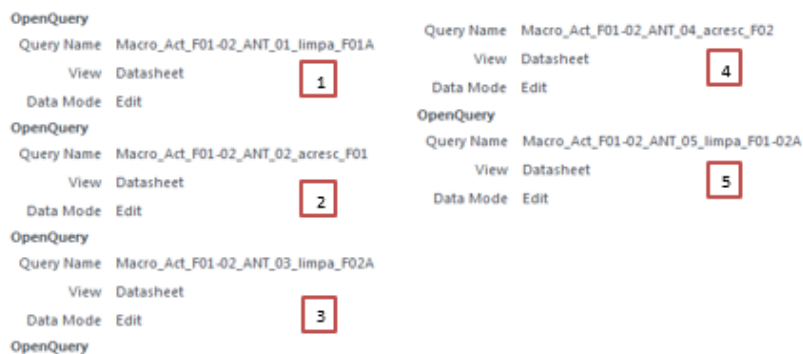 OpenQuery
Query Name Macro_Act_F01-02_ANT_01_limpa_F01A
View Datasheet
1
Data Mode Edit
OpenQuery
Query Name Macro_Act_F01-02_ANT_02_acresc_F01
View Datasheet
2
Data Mode Edit
OpenQuery
Query Name Macro_Act_F01-02_ANT_03_limpa_F02A
View Datasheet
3
Data Mode Edit
OpenQuery
Query Name Macro_Act_F01-02_ANT_04_acresc_F02
View Datasheet
4
Data Mode Edit
OpenQuery
Query Name Macro_Act_F01-02_ANT_05_limpa_F01-02A
View Datasheet
5
Data Mode Edit